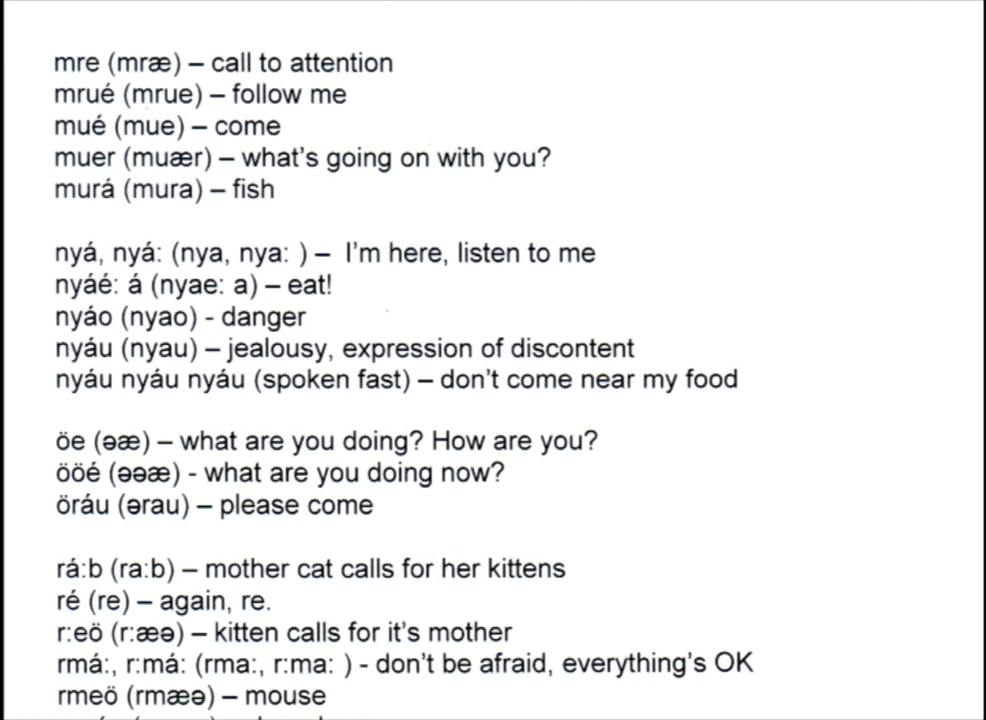 mre (mræ) – call to attention
mrué (mrue) – follow me
mué (mue) – come
muer (muær) – what's going on with you?
murá (mura) – fish
nyá, nyá: (nya, nya: ) – I'm here, listen to me
nyáé: á (nyae: a) – eat!
nyáo (nyao) - danger
nyáu (nyau) – jealousy, expression of discontent
nyáu nyáu nyáu (spoken fast) – don't come near my food
öe (əæ) – what are you doing? How are you?
ööé (əəæ) - what are you doing now?
öráu (ərau) – please come
rá:b (ra:b) – mother cat calls for her kittens
ré (re) – again, re.
r:eö (r:æə) – kitten calls for it's mother
rmá:, r:má: (rma:, r:ma: ) - don't be afraid, everything's OK
rmeö (rmæə) – mouse